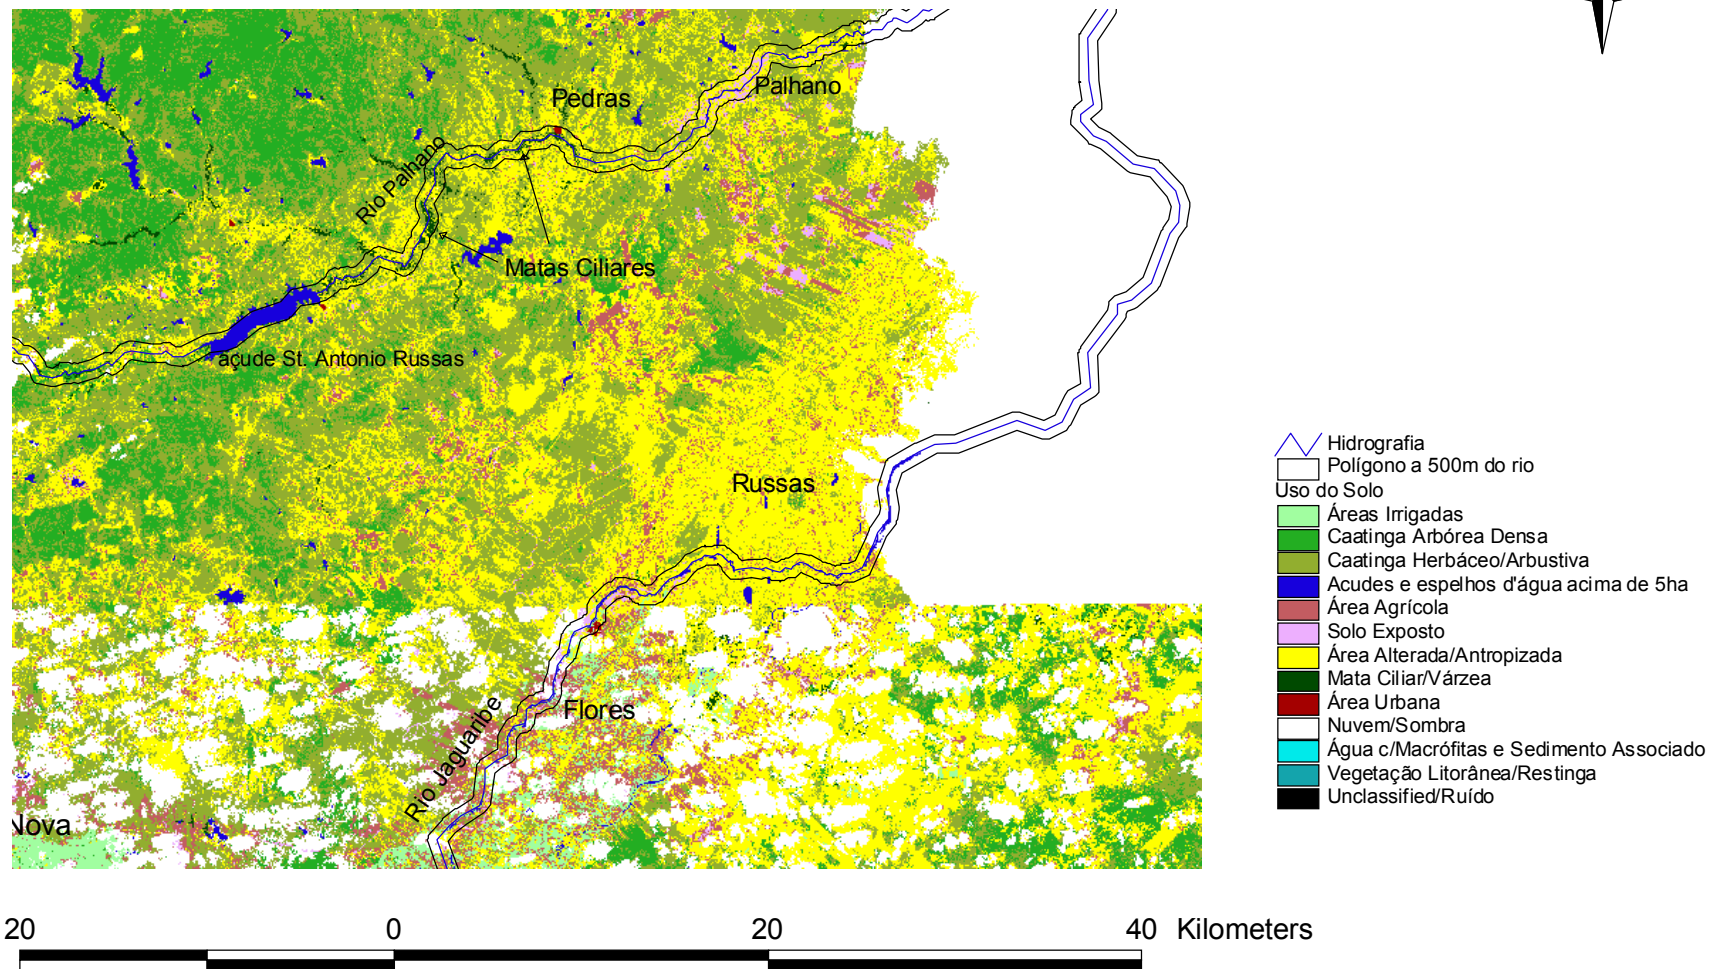 Palhano
Pedras
Rio Palhano
Matas Ciliares
açude St. Antonio Russas
Russas
Flores
Rio Jaguaribe
Nova
Hidrografia
Polígono a 500m do rio
Uso do Solo
Áreas Irrigadas
Caatinga Arbórea Densa
Caatinga Herbáceo/Arbustiva
Acudes e espelhos d'água acima de 5ha
Área Agrícola
Solo Exposto
Área Alterada/Antropizada
Mata Ciliar/Várzea
Área Urbana
Nuvem/Sombra
Água c/Macrófitas e Sedimento Associado
Vegetação Litorânea/Restinga
Unclassified/Ruído
20 0 20 40 Kilometers